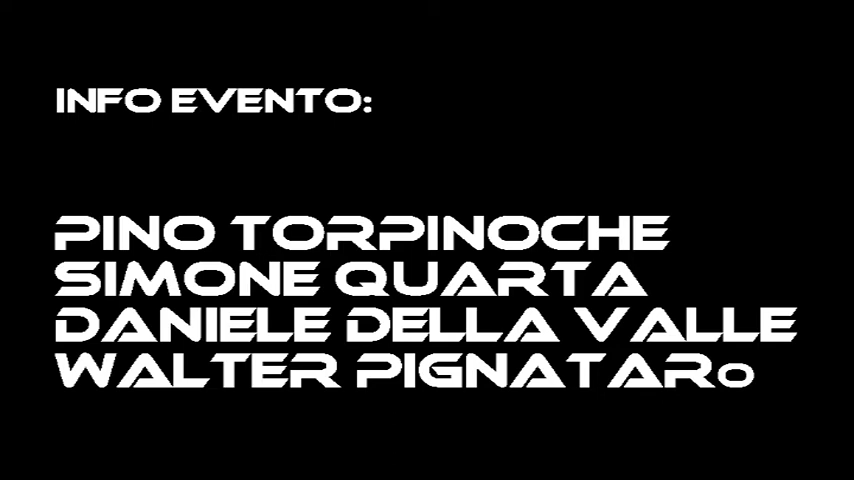 INFO EVENTO:
PINO TORPINOCHE
SIMONE QUARTA
DANIELE DELLA VALLE
WALTER PIGNATARo